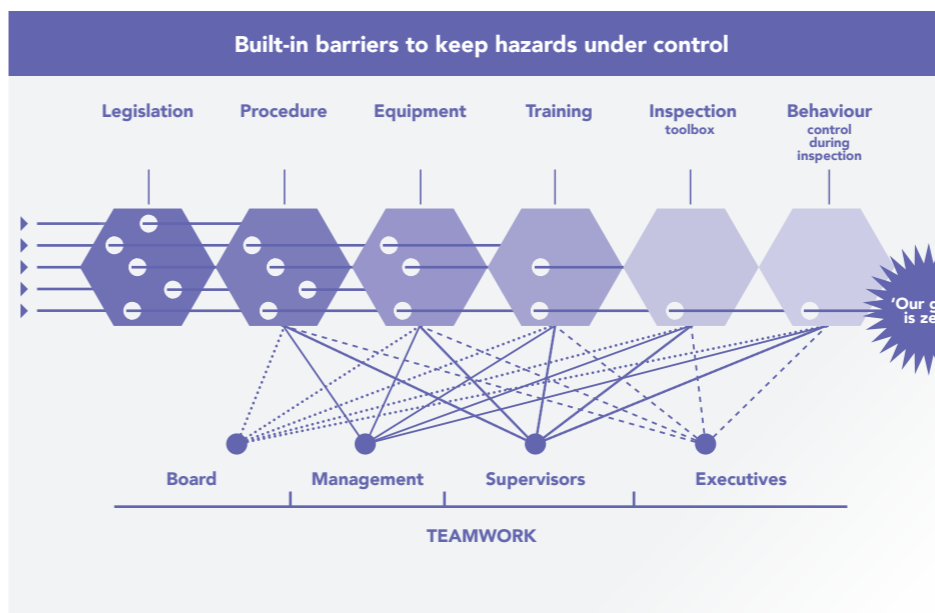 Built-in barriers to keep hazards under control
Legislation
Procedure
Equipment
Training
Inspection
toolbox
Behaviour
control
during
inspection
'Our
is
Board
Management
Supervisors
Executives
TEAMWORK